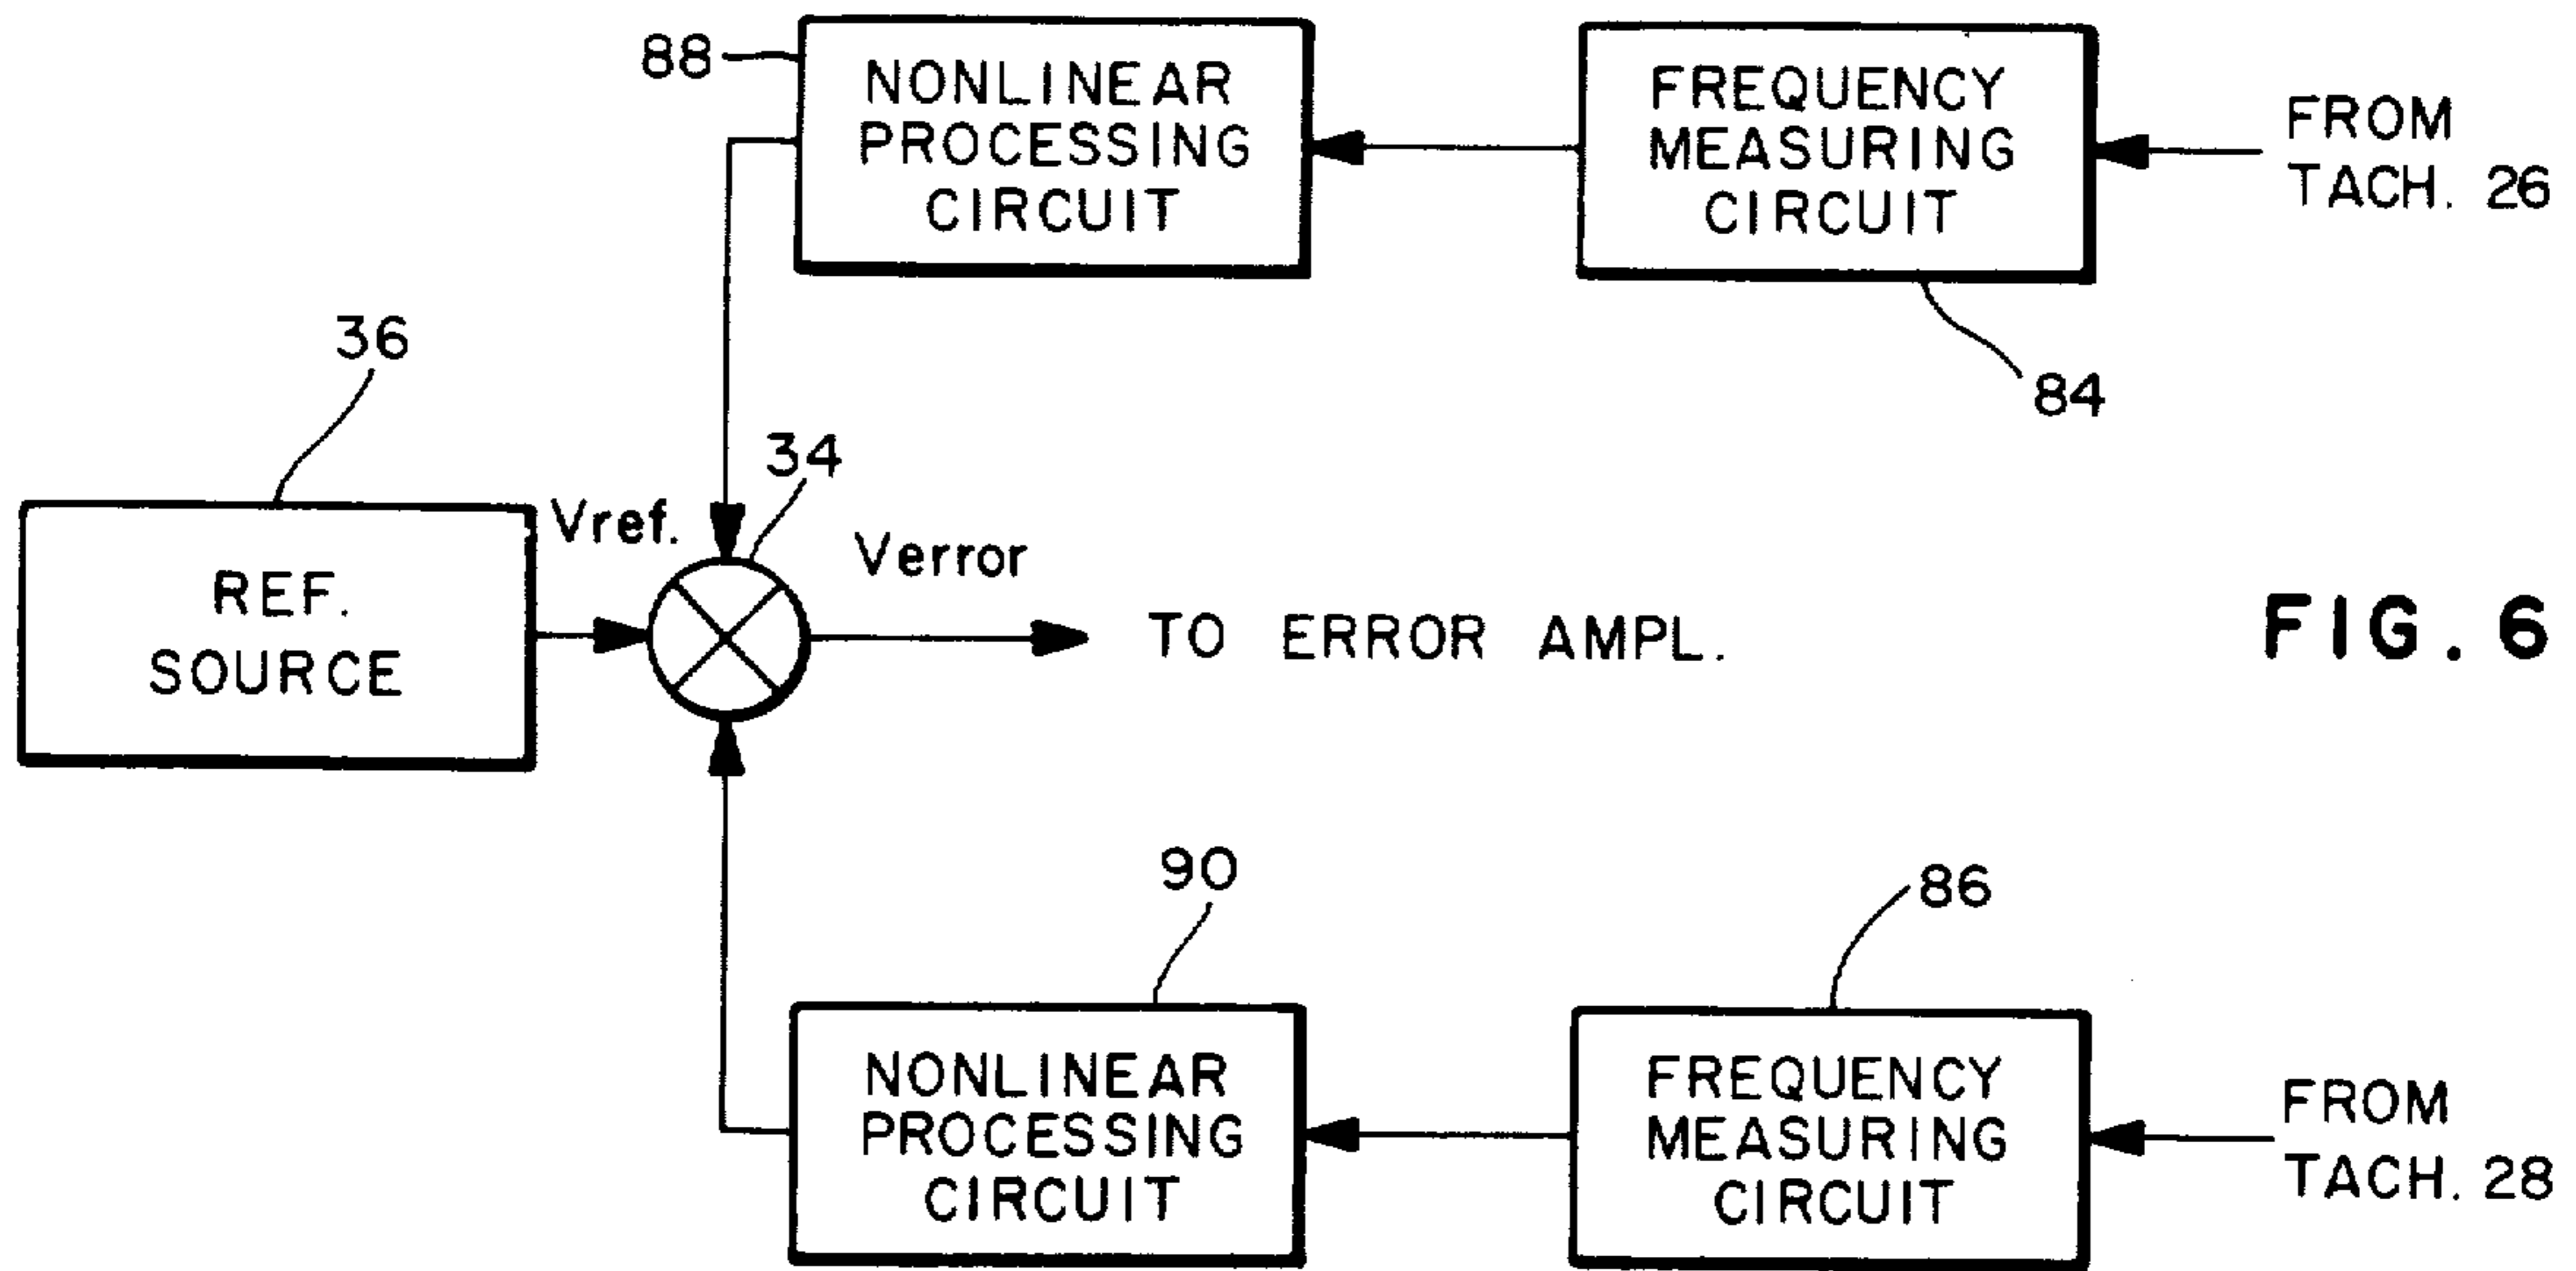 88
NONLINEAR
PROCESSING
CIRCUIT
FREQUENCY
MEASURING
CIRCUIT
FROM
TACH. 26
84
36
34
Vref.
Verror
REF.
SOURCE
TO ERROR AMPL.
FIG. 6
90
86
NONLINEAR
PROCESSING
CIRCUIT
FREQUENCY
MEASURING
CIRCUIT
FROM
TACH. 28